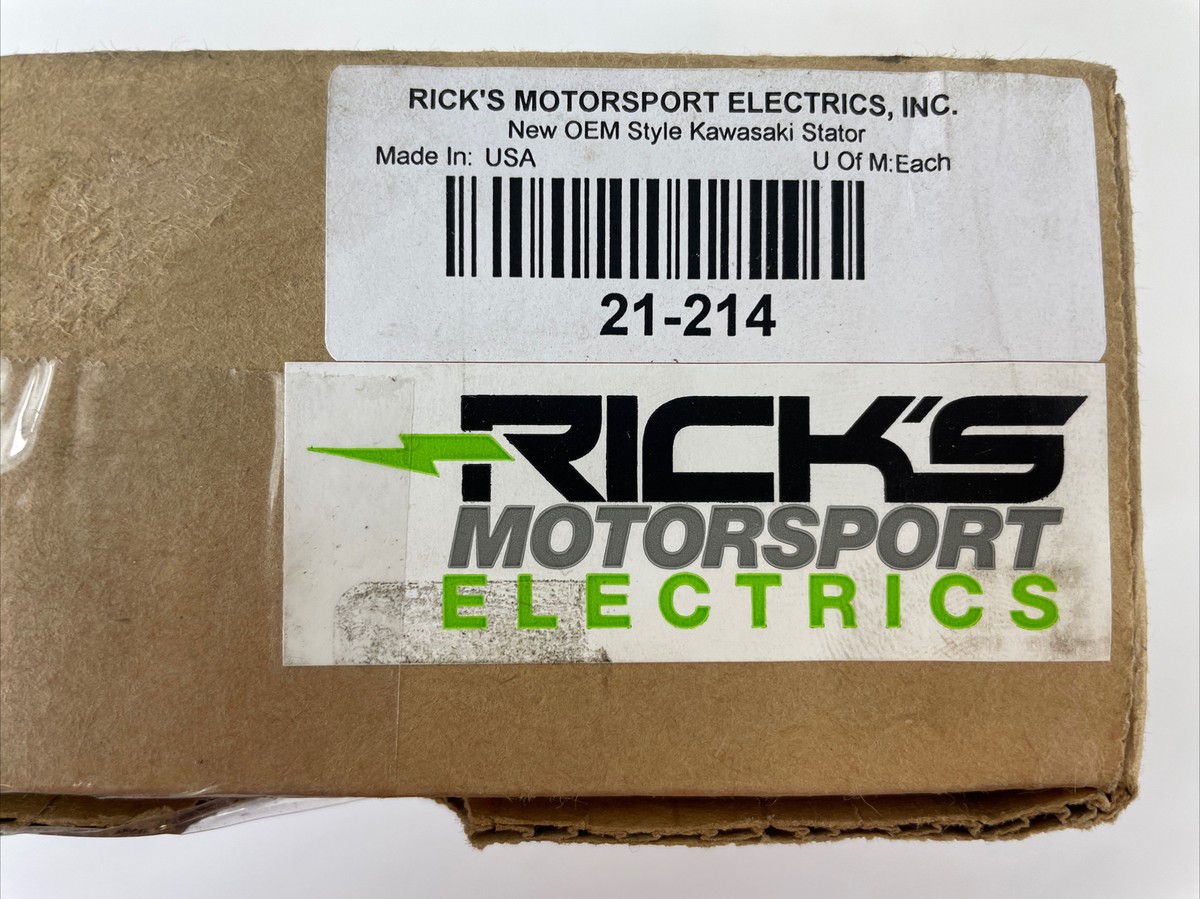 RICK'S MOTORSPORT ELECTRICS, INC.
New OEM Style Kawasaki Stator
Made In: USA U Of M:Each
21-214
RICK'S
MOTORSPORT
ELECTRICS